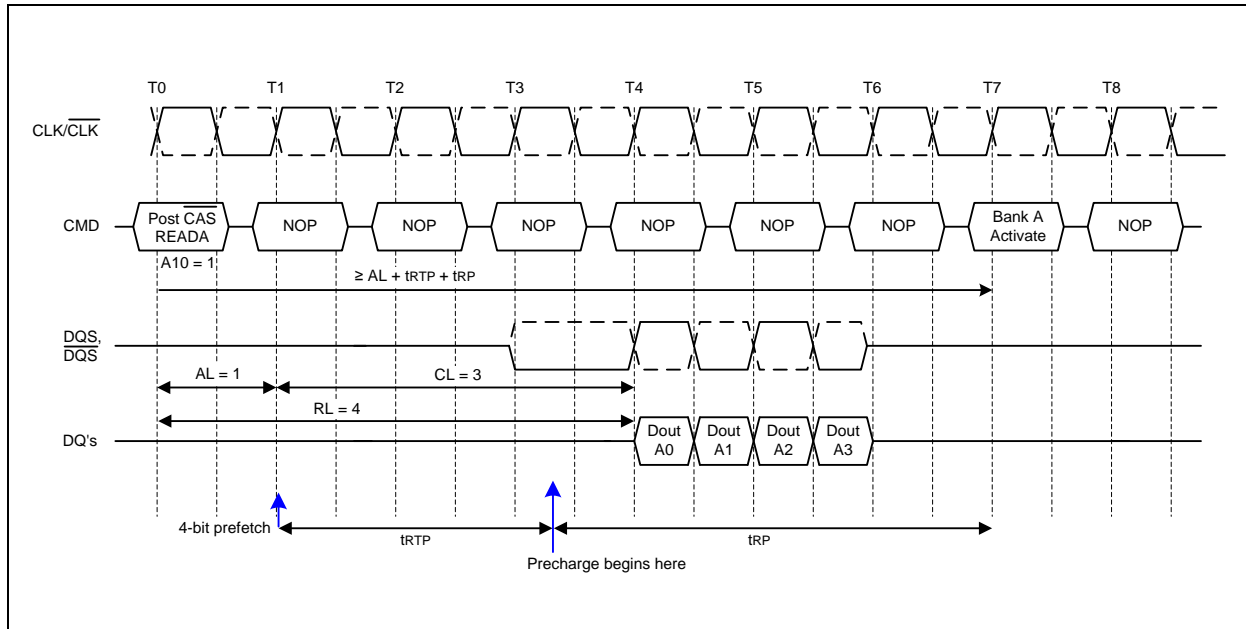 T0 T1 T2 T3 T4 T5 T6 T7 T8
CLK/CLK
CMD
Post CAS
READA
NOP NOP NOP NOP NOP NOP
Bank A
Activate
NOP
A10 = 1
≥ AL + tRTP + tRP
DQS,
DQS
AL = 1
CL = 3
RL = 4
DQ's
Dout
A0
Dout
A1
Dout
A2
Dout
A3
4-bit prefetch
tRTP
tRP
Precharge begins here